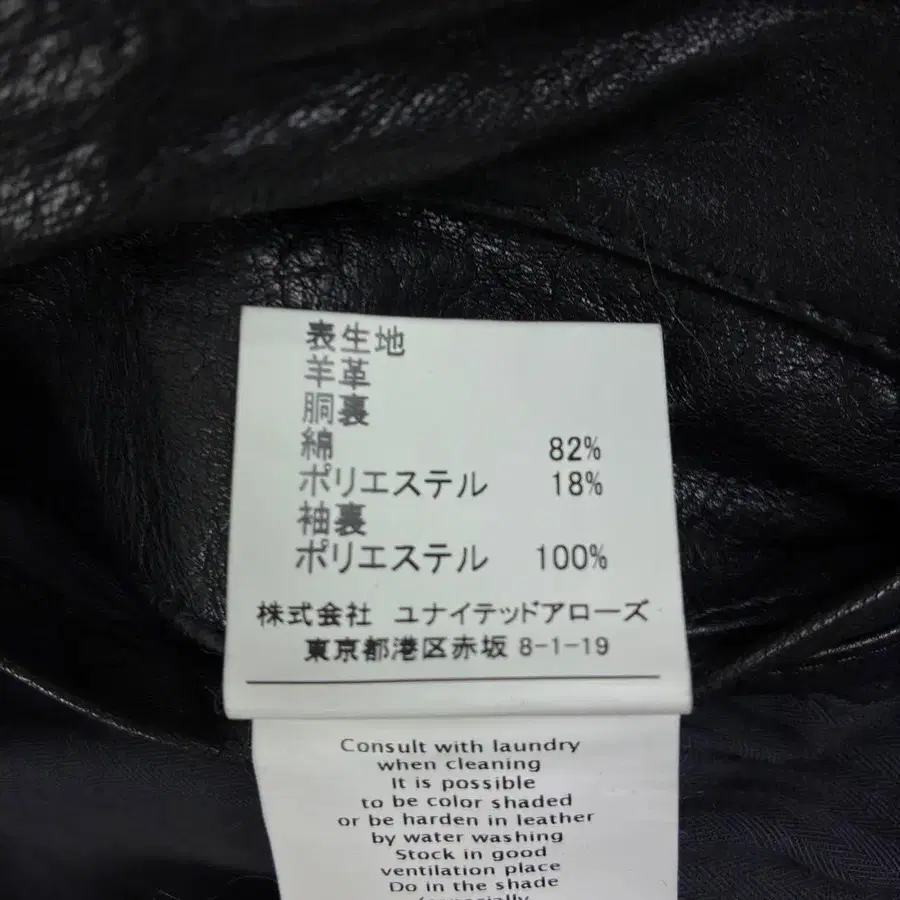 表生地
羊革
胴裏
綿 82%
ポリエステル 18%
袖裏
ポリエステル 100%
株式会社 ユナイテッドアローズ
東京都港区赤坂 8-1-19
Consult with laundry
when cleaning
It is possible
to be color shaded
or be harden in leather
by water washing
Stock in good
ventilation place
Do in the shade